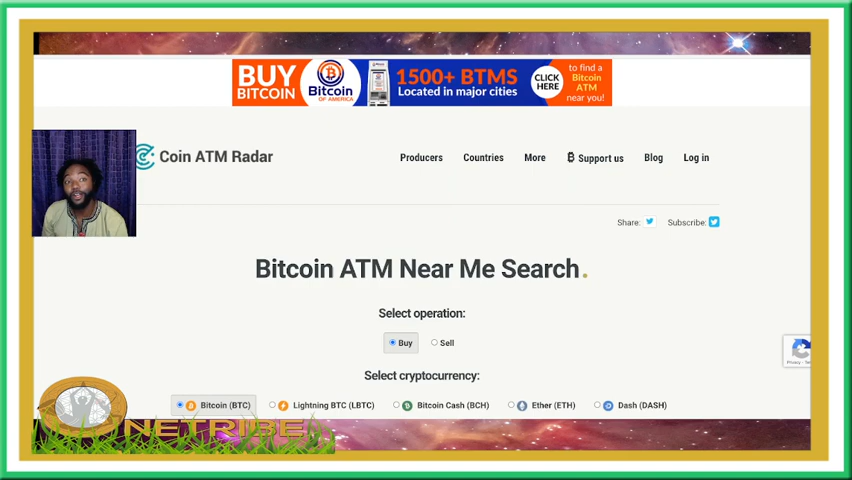 BUY
BITCOIN
Bitcoin
OF AMERICA
1500+ BTMS
Located in major cities
CLICK
HERE
to find a
Bitcoin
ATM
near you!
Coin ATM Radar
Producers
Countries
More
Support us
Blog
Log in
Share:
Subscribe:
Bitcoin ATM Near Me Search.
Select operation:
Buy
Sell
Select cryptocurrency:
Bitcoin (BTC)
Lightning BTC (LBTC)
Bitcoin Cash (BCH)
Ether (ETH)
Dash (DASH)
NETRIBE